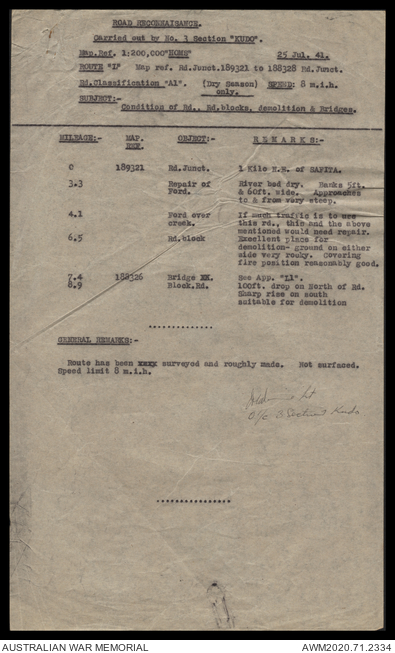 ROAD RECONNAISANCE.
Carried out by No. 3 Section "KUDO".
Map.Ref. 1:200,000"HOMS" 25 Jul. 41.
ROUTE "L" Map ref. Rd.Junct.189321 to 188328 Rd.Junct.
Rd.Classification "A1". (Dry Season) SPEED: 8 m.i.h.
only.
SUBJECT:-
Condition of Rd., Rd.blocks, demolition & Bridges.
MILEAGE:- MAP. OBJECT:- R E M A R K S :-
REF.
0 189321 Rd.Junct. 1 Kilo N.E. of SAFITA.
3.3 Repair of River bed dry. Banks 5ft.
Ford. & 60ft. wide. Approaches
to & from very steep.
4.1 Ford over If much traffic is to use
creek. this rd., this and the above
mentioned would need repair.
6.5 Rd.block Excellent place for
demolition- ground on either
side very rocky. Covering
fire position reasonably good.
7.4 188326 Bridge See App. "L1".
8.9 Block.Rd. 100ft. drop on North of Rd.
Sharp rise on south
suitable for demolition
..............
GENERAL REMARKS:-
Route has been xxxx surveyed and roughly made. Not surfaced.
Speed limit 8 m.i.h.
Lt
O/C 3 Section Kudo
................
AUSTRALIAN WAR MEMORIAL AWM2020.71.2334